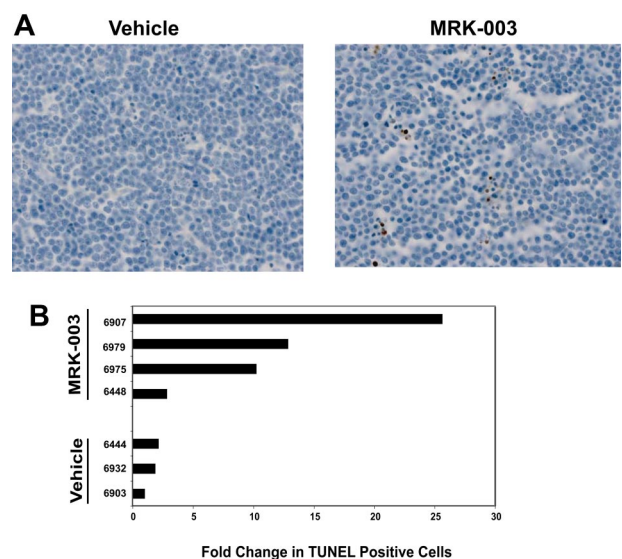 A
Vehicle
MRK-003
B
MRK-003
6907
6979
6975
6448
Vehicle
6444
6932
6903
0 5 10 15 20 25 30
Fold Change in TUNEL Positive Cells